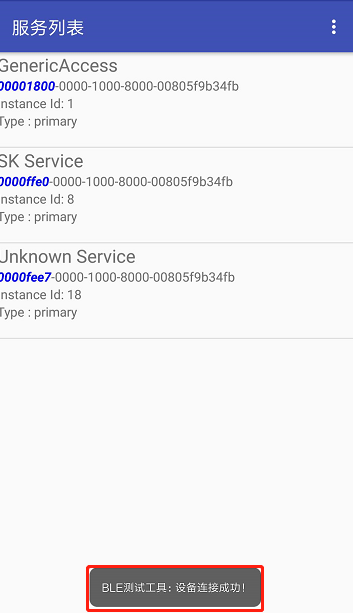 服务列表
GenericAccess
00001800-0000-1000-8000-00805f9b34fb
Instance Id: 1
Type : primary
SK Service
0000ffe0-0000-1000-8000-00805f9b34fb
Instance Id: 8
Type : primary
Unknown Service
0000fee7-0000-1000-8000-00805f9b34fb
Instance Id: 18
Type : primary
BLE测试工具：设备连接成功！